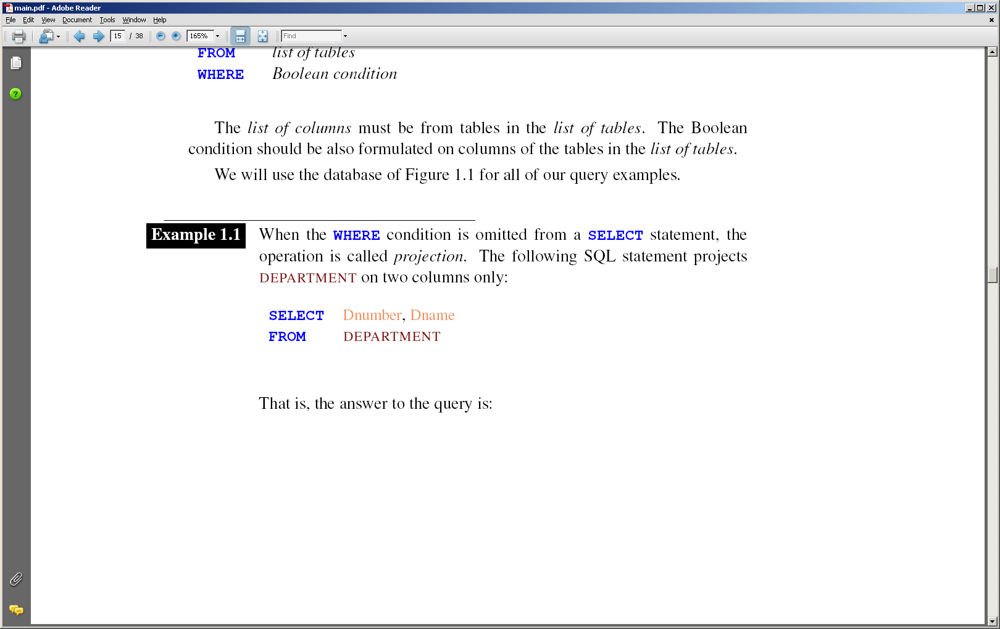 main.pdf - Adobe Reader
File Edit View Document Tools Window Help
15 / 38 165% Find
FROM list of tables
WHERE Boolean condition
The list of columns must be from tables in the list of tables. The Boolean
condition should be also formulated on columns of the tables in the list of tables.
We will use the database of Figure 1.1 for all of our query examples.
Example 1.1 When the WHERE condition is omitted from a SELECT statement, the
operation is called projection. The following SQL statement projects
DEPARTMENT on two columns only:
SELECT Dnumber, Dname
FROM DEPARTMENT
That is, the answer to the query is: